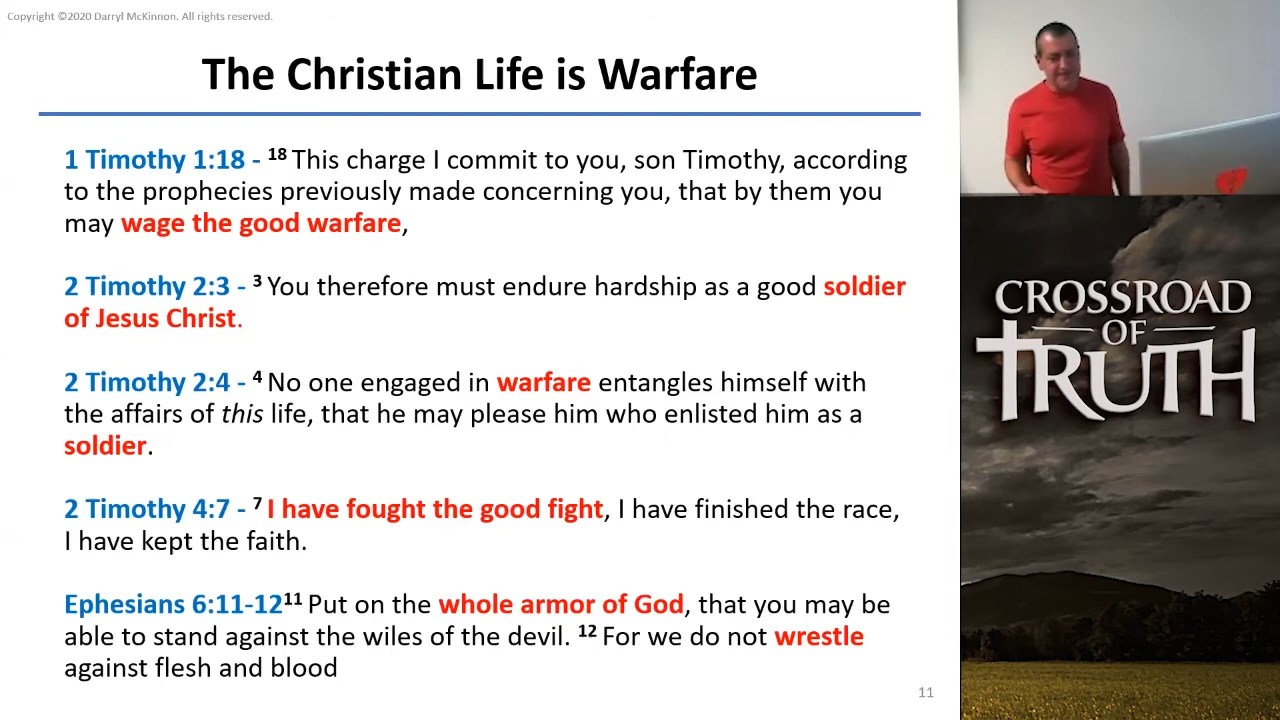 Copyright ©2020 Darryl McKinnon. All rights reserved.
The Christian Life is Warfare
1 Timothy 1:18 - 18 This charge I commit to you, son Timothy, according
to the prophecies previously made concerning you, that by them you
may wage the good warfare,
2 Timothy 2:3 - 3 You therefore must endure hardship as a good soldier
of Jesus Christ.
2 Timothy 2:4 - 4 No one engaged in warfare entangles himself with
the affairs of this life, that he may please him who enlisted him as a
soldier.
2 Timothy 4:7 - 7 I have fought the good fight, I have finished the race,
I have kept the faith.
Ephesians 6:11-12 11 Put on the whole armor of God, that you may be
able to stand against the wiles of the devil. 12 For we do not wrestle
against flesh and blood
11
CROSSROAD
OF
TRUTH